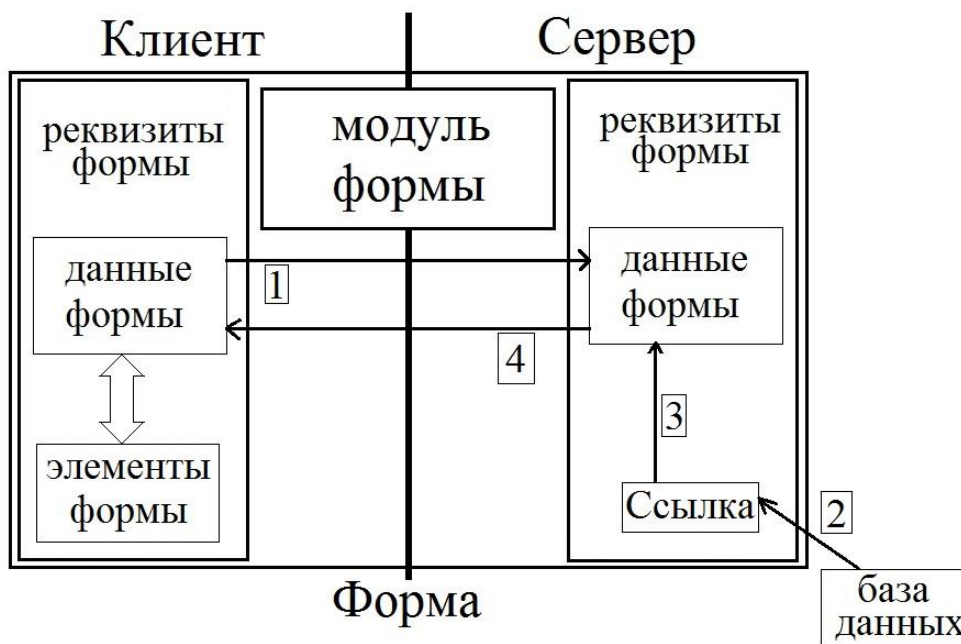 Клиент
Сервер
реквизиты
формы
модуль
формы
реквизиты
формы
данные
формы
1
данные
формы
4
3
элементы
формы
Ссылка
2
база
данных
Форма